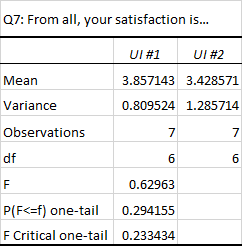 Q7: From all, your satisfaction is...
UI #1 UI #2
Mean 3.857143 3.428571
Variance 0.809524 1.285714
Observations 7 7
df 6 6
F 0.62963
P(F<=f) one-tail 0.294155
F Critical one-tail 0.233434